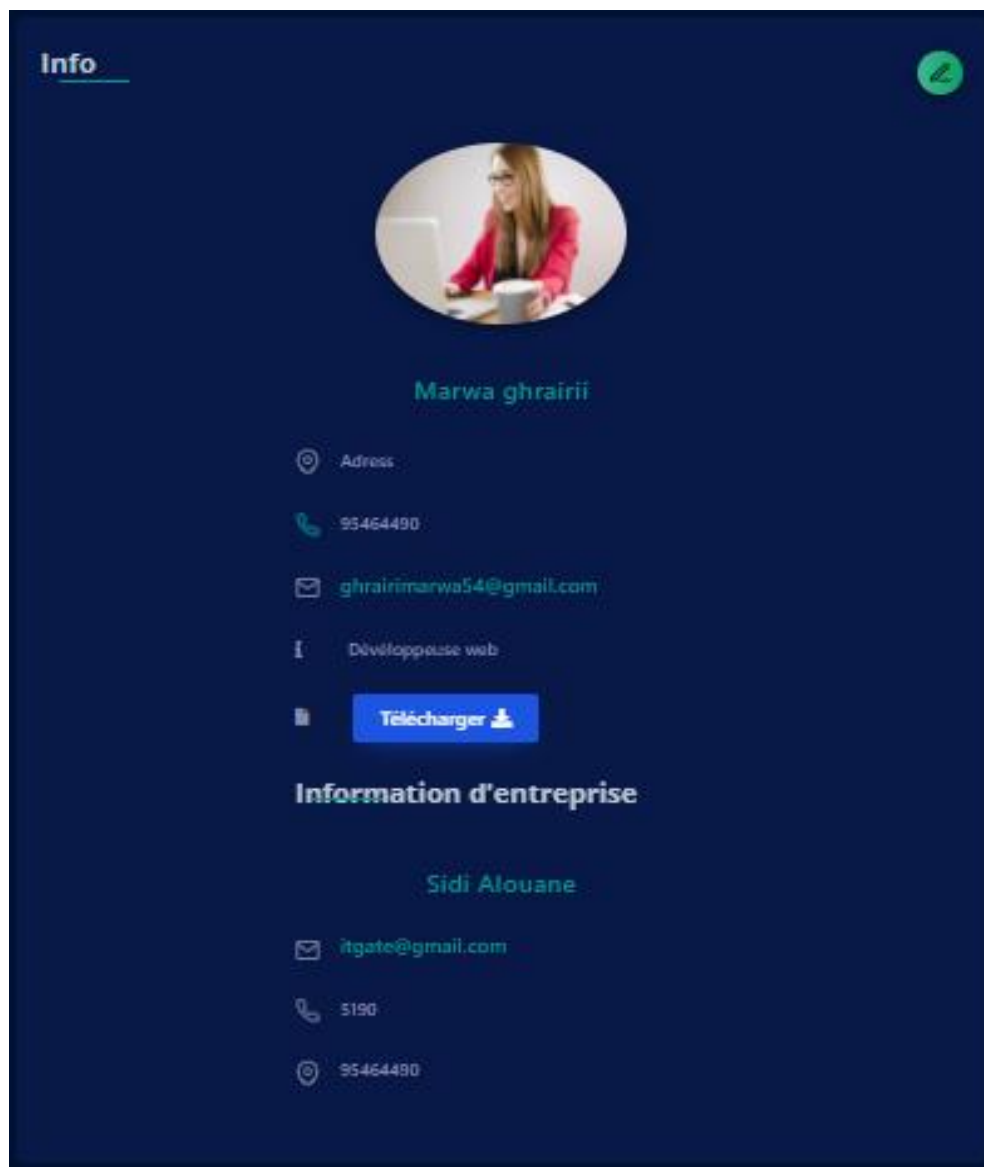 Info
Marwa ghrairii
Adress
95464490
ghrairimarwa54@gmail.com
Développeuse web
Télécharger
Information d'entreprise
Sidi Alouane
itgate@gmail.com
5190
95464490